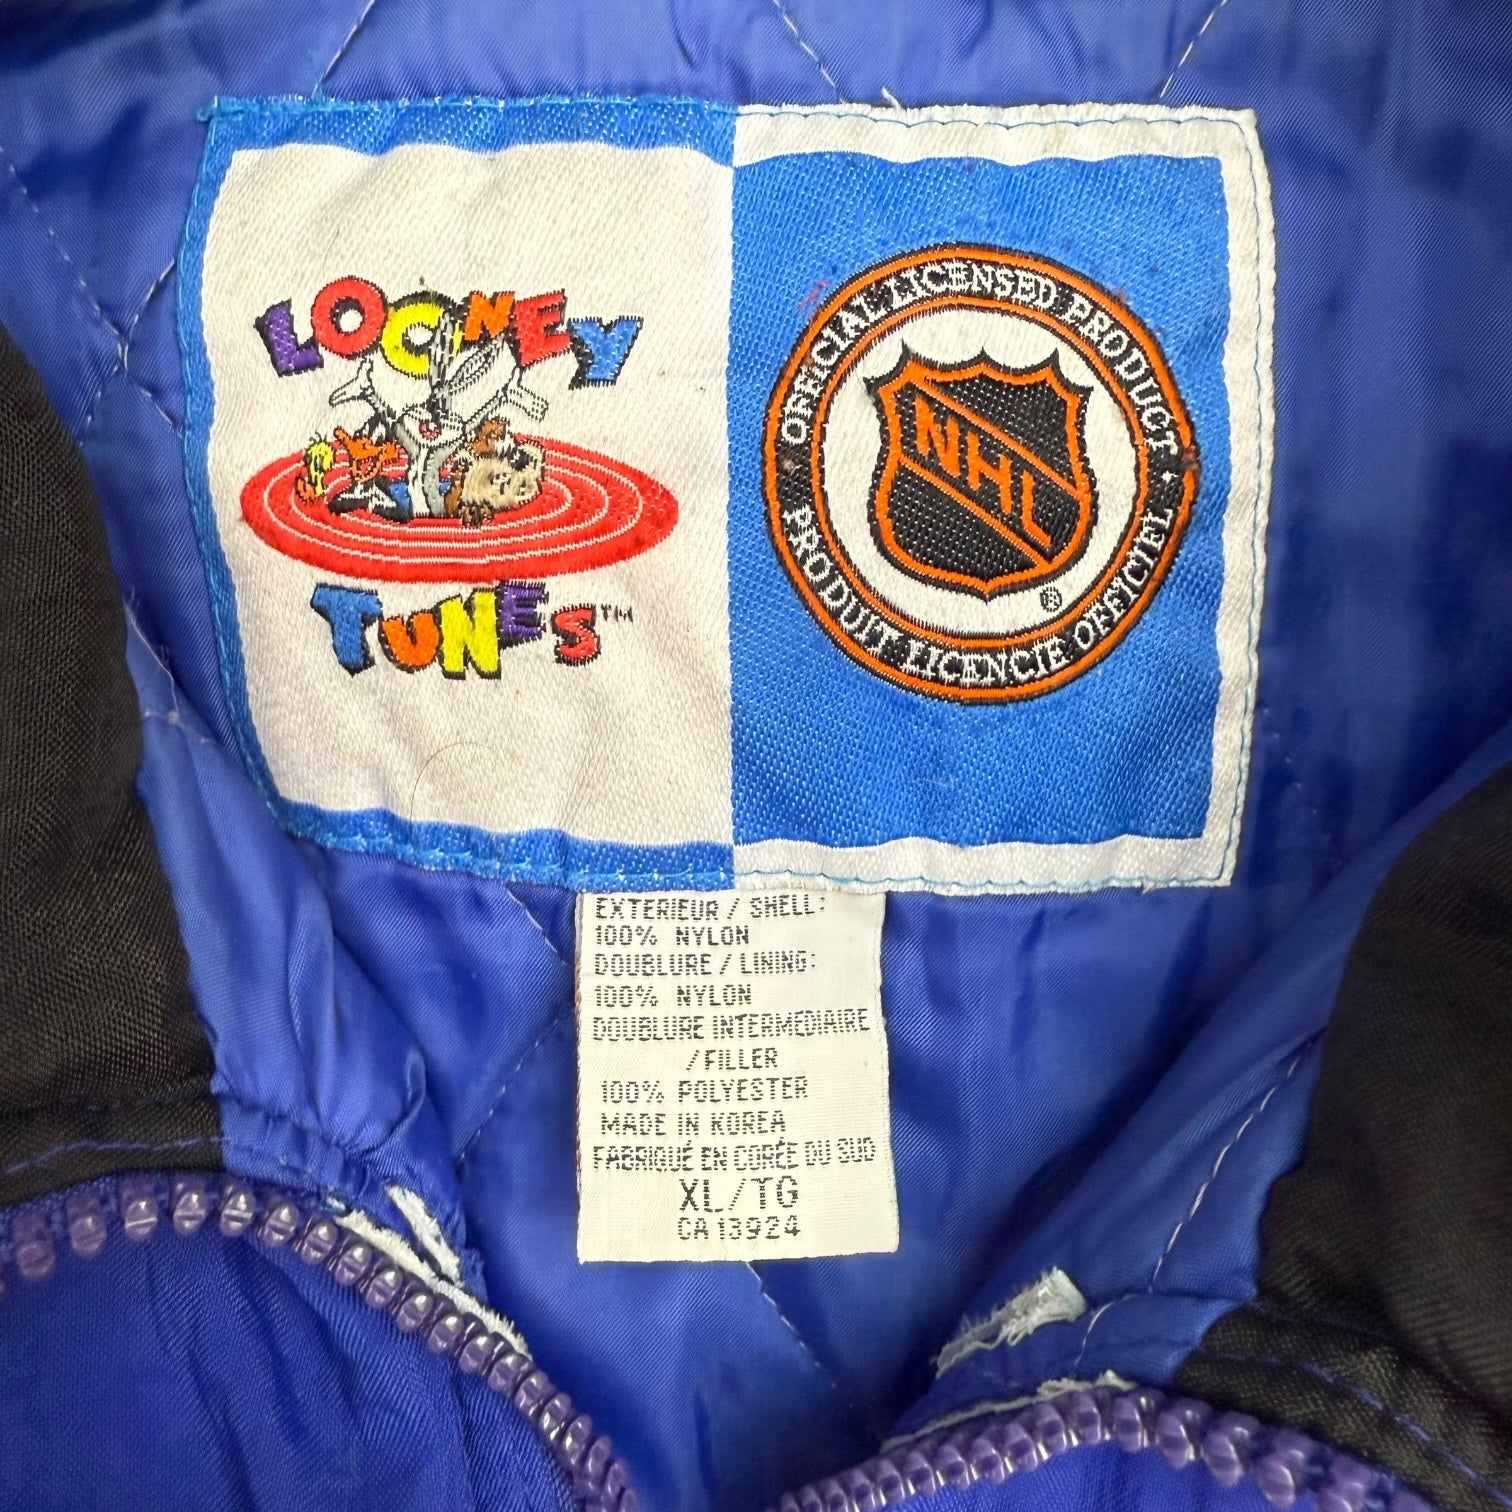 LOONEY
TUNES™
OFFICIAL LICENSED PRODUCT •
PRODUIT LICENCIE OFFICIEL
NHL
®
EXTERIEUR / SHELL:
100% NYLON
DOUBLURE / LINING:
100% NYLON
DOUBLURE INTERMEDIAIRE
/ FILLER
100% POLYESTER
MADE IN KOREA
FABRIQUÉ EN CORÉE DU SUD
XL / TG
CA 13924